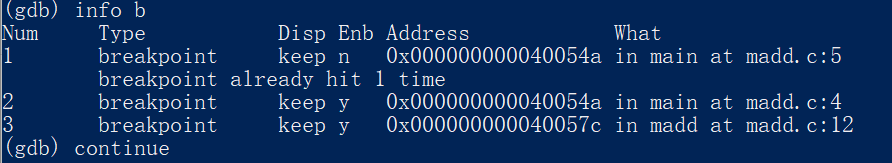 (gdb) info b
Num     Type           Disp Enb Address            What
1       breakpoint     keep n   0x000000000040054a in main at madd.c:5
        breakpoint already hit 1 time
2       breakpoint     keep y   0x000000000040054a in main at madd.c:4
3       breakpoint     keep y   0x000000000040057c in madd at madd.c:12
(gdb) continue